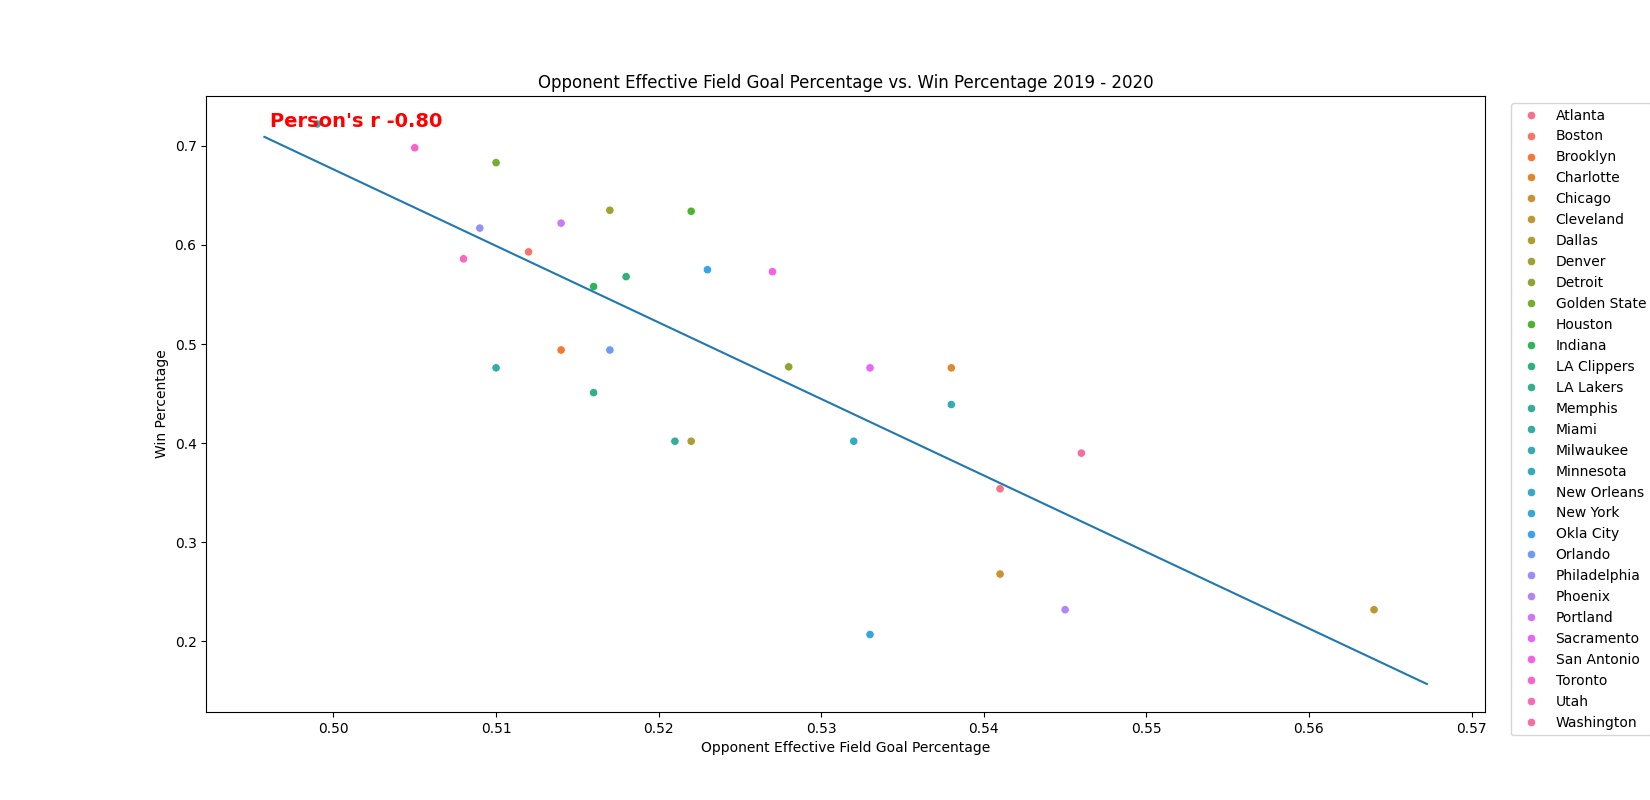 Opponent Effective Field Goal Percentage vs. Win Percentage 2019 - 2020
Person's r -0.80
0.7
0.6
0.5
0.4
0.3
0.2
Win Percentage
0.50 0.51 0.52 0.53 0.54 0.55 0.56 0.57
Opponent Effective Field Goal Percentage
Atlanta
Boston
Brooklyn
Charlotte
Chicago
Cleveland
Dallas
Denver
Detroit
Golden State
Houston
Indiana
LA Clippers
LA Lakers
Memphis
Miami
Milwaukee
Minnesota
New Orleans
New York
Okla City
Orlando
Philadelphia
Phoenix
Portland
Sacramento
San Antonio
Toronto
Utah
Washington